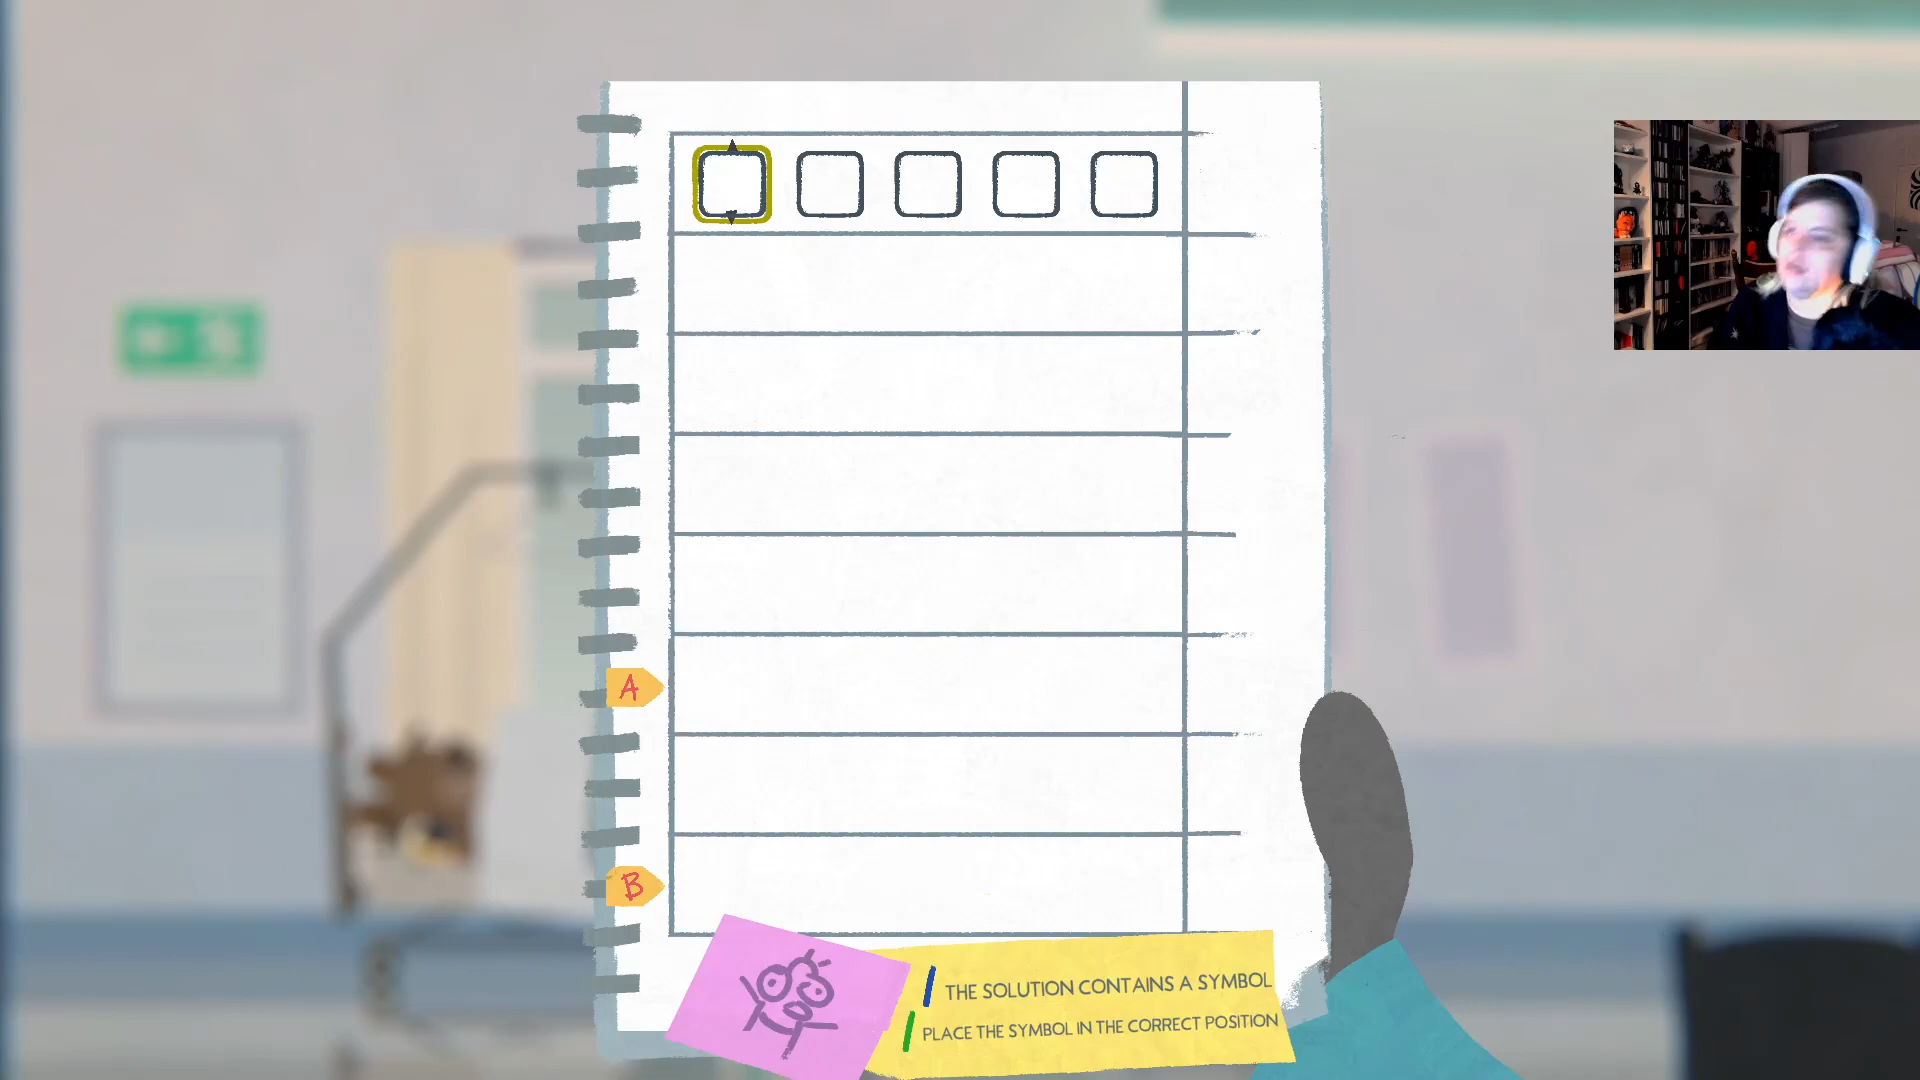 A
B
THE SOLUTION CONTAINS A SYMBOL
PLACE THE SYMBOL IN THE CORRECT POSITION